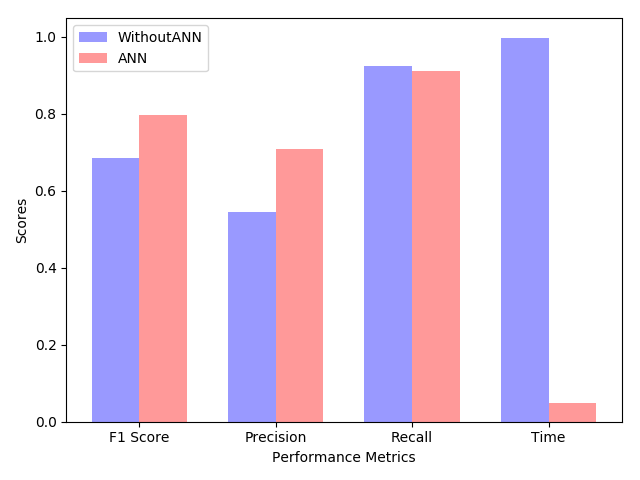 WithoutANN
ANN
1.0
0.8
0.6
0.4
0.2
0.0
Scores
F1 Score Precision Recall Time
Performance Metrics